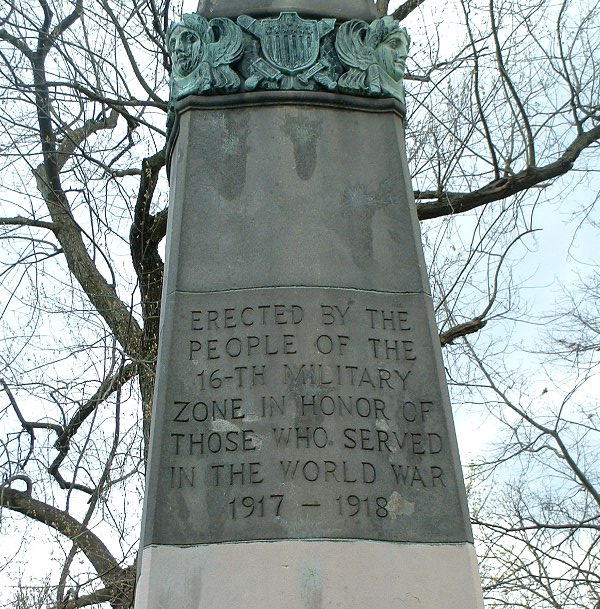 ERECTED BY THE
PEOPLE OF THE
16-TH MILITARY
ZONE IN HONOR OF
THOSE WHO SERVED
IN THE WORLD WAR
1917 – 1918